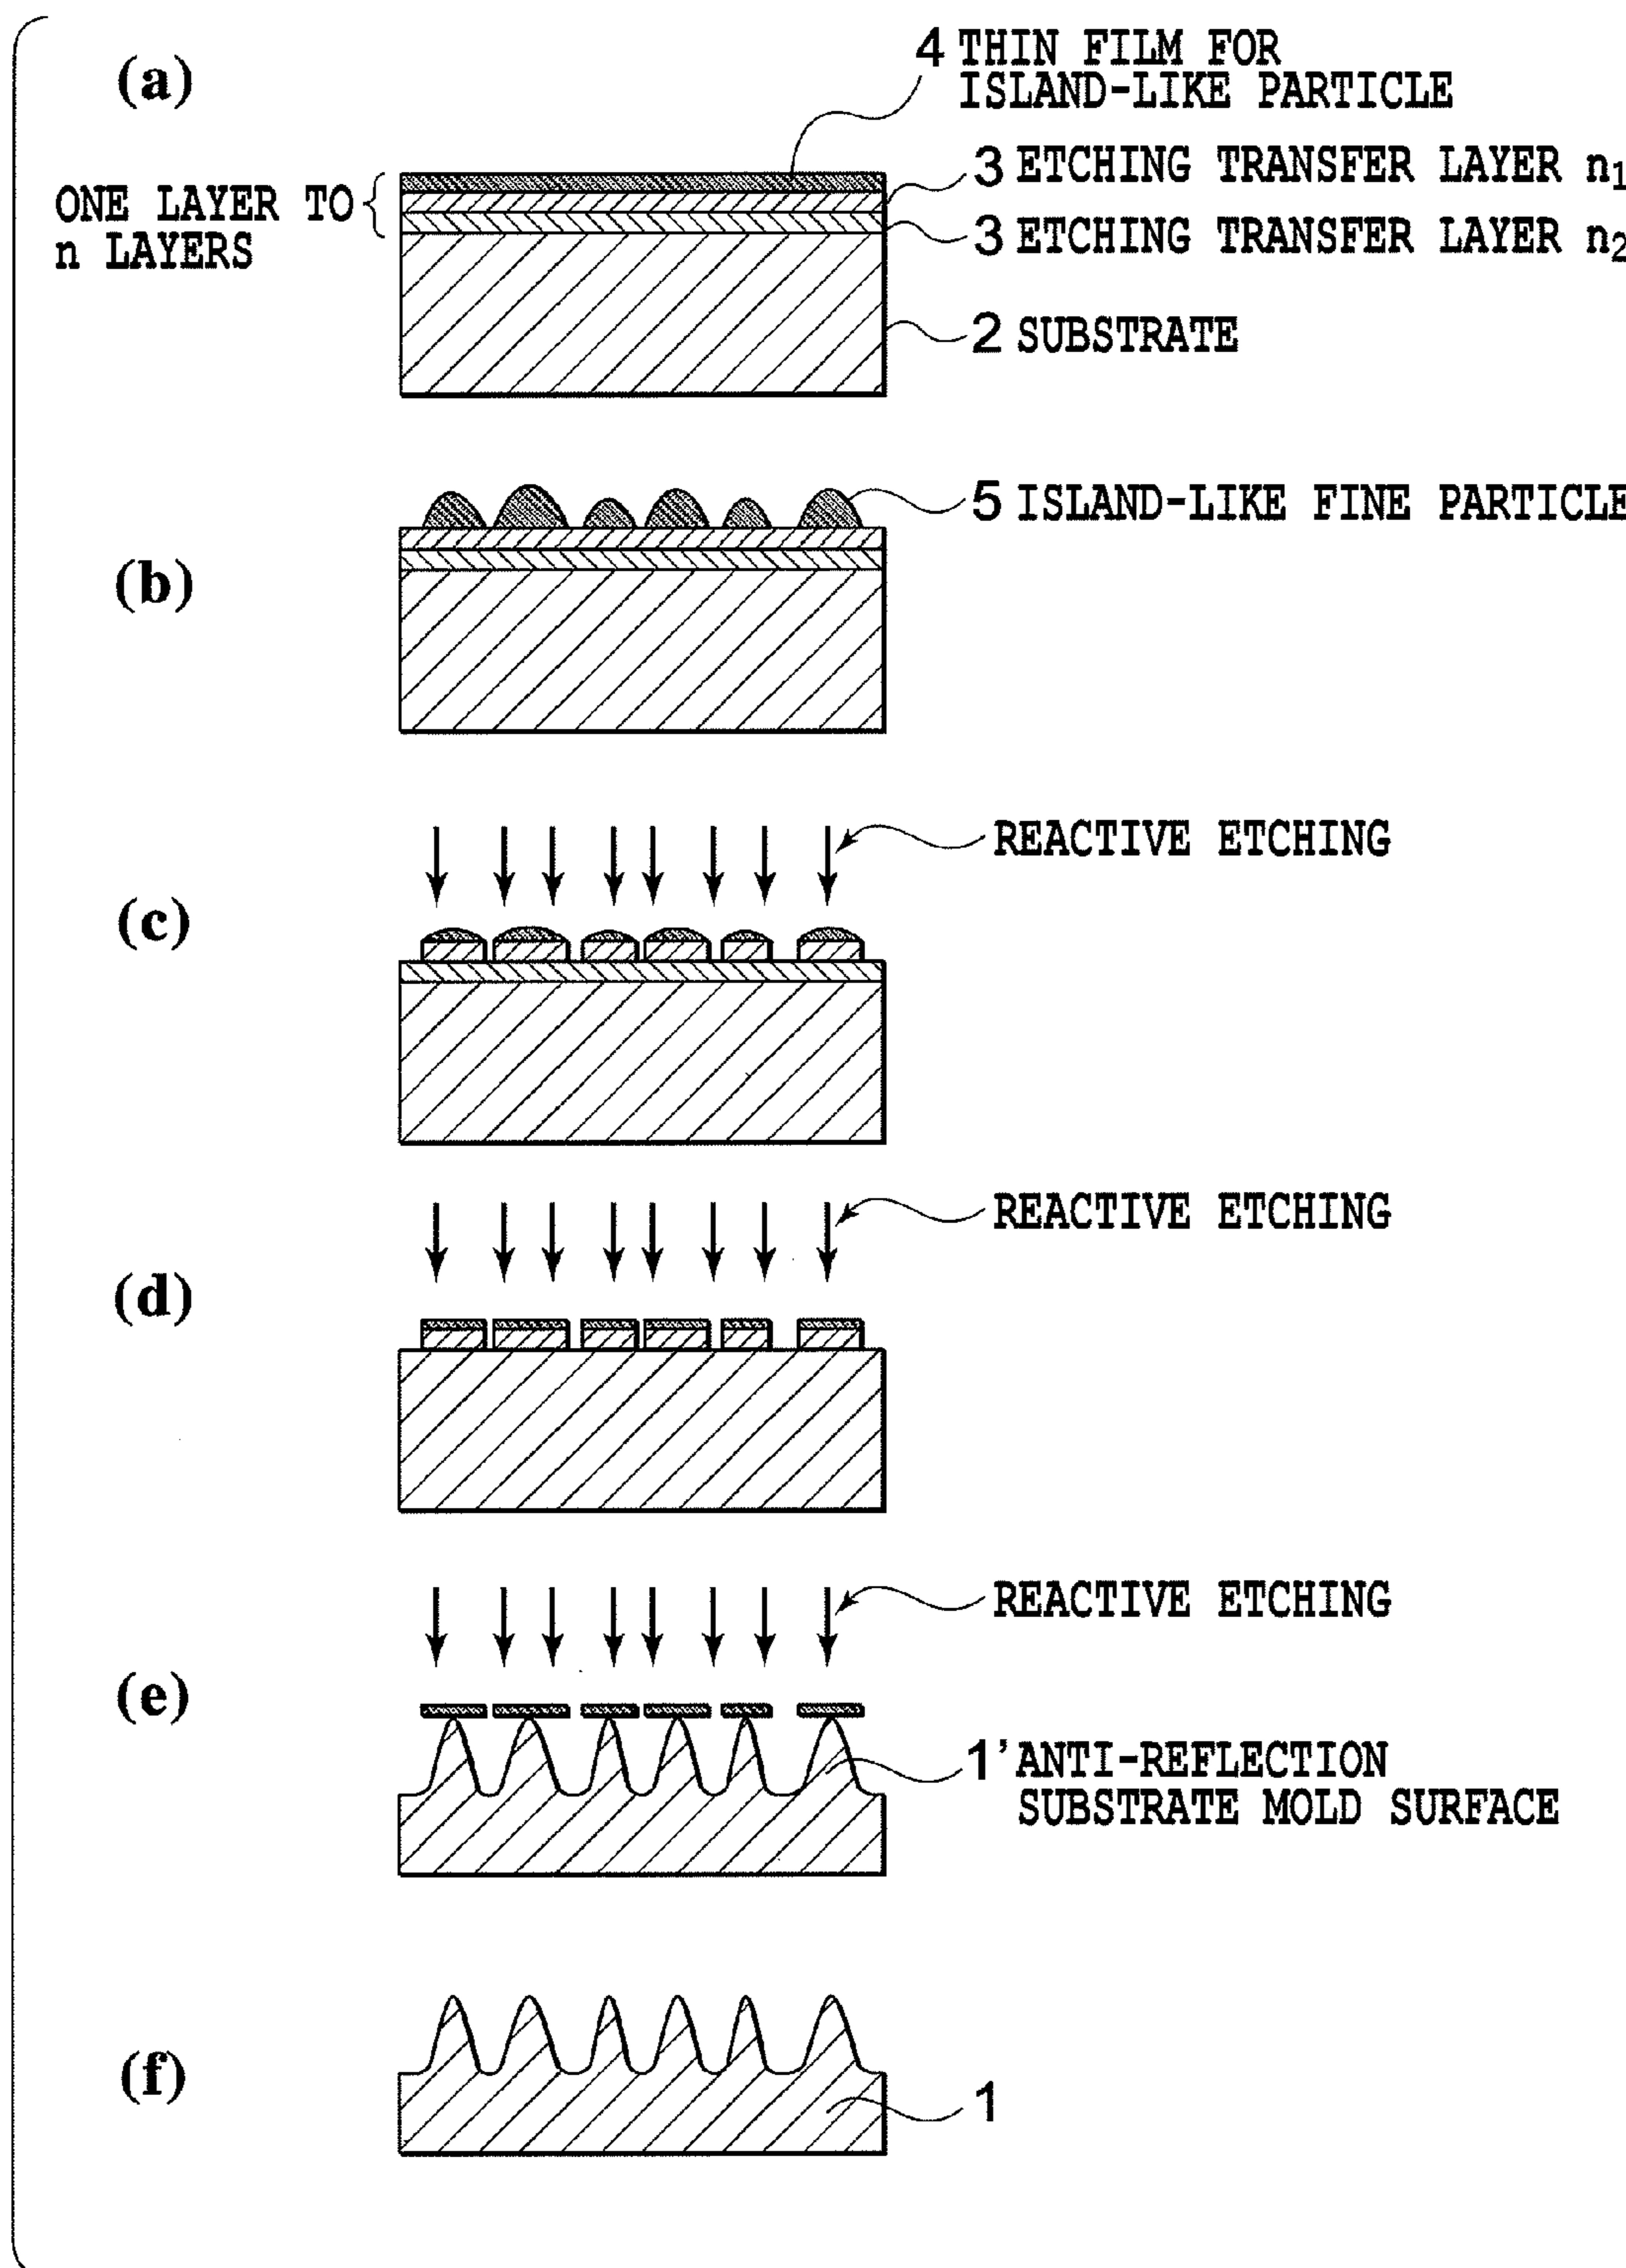 (a)
4 THIN FILM FOR
ISLAND-LIKE PARTICLE
3 ETCHING TRANSFER LAYER n1
ONE LAYER TO
n LAYERS
3 ETCHING TRANSFER LAYER n2
2 SUBSTRATE
5 ISLAND-LIKE FINE PARTICLE
(b)
REACTIVE ETCHING
(c)
REACTIVE ETCHING
(d)
REACTIVE ETCHING
(e)
1' ANTI-REFLECTION
SUBSTRATE MOLD SURFACE
(f)
1